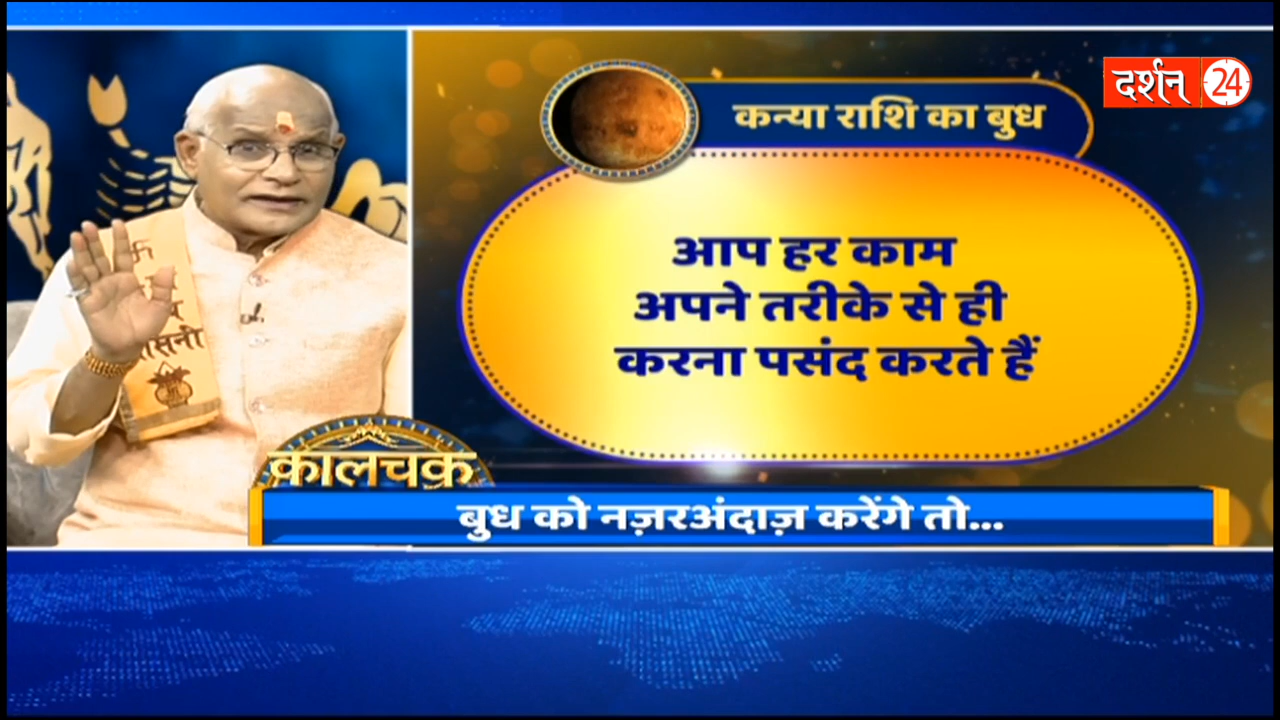 दर्शन 24
कन्या राशि का बुध
आप हर काम
अपने तरीके से ही
करना पसंद करते हैं
कालचक्र
बुध को नज़रअंदाज़ करेंगे तो...